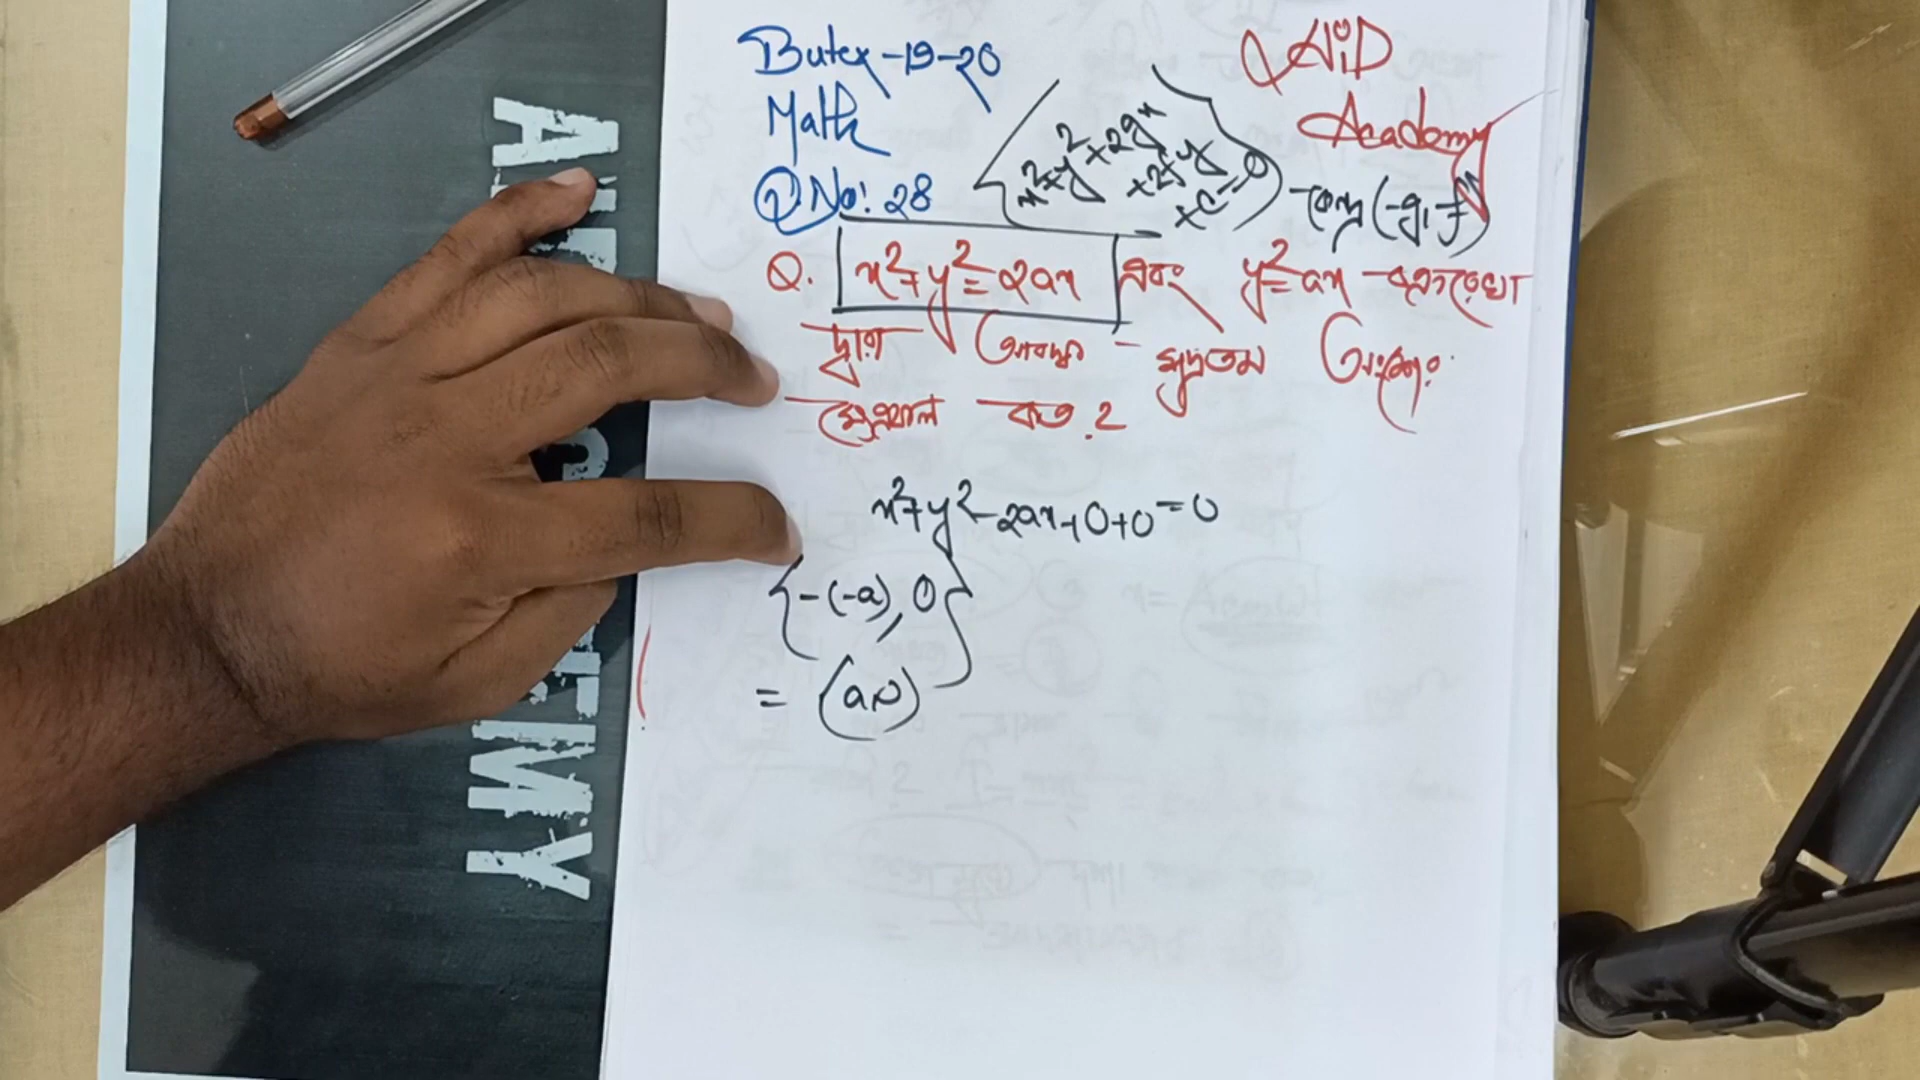 Butex-19-20
Math
Q.No: 28
AiD
Academy
x²+y²+2gx
+2fy
+c=0
কেন্দ্র (-g,-f)
Q. x²+y²=2ax এবং y²=ax বক্ররেখা
দ্বারা আবদ্ধ ক্ষুদ্রতম অংশের
ক্ষেত্রফল কত ?
x²+y²-2ax+0+0=0
{-(-a), 0}
= (a,0)